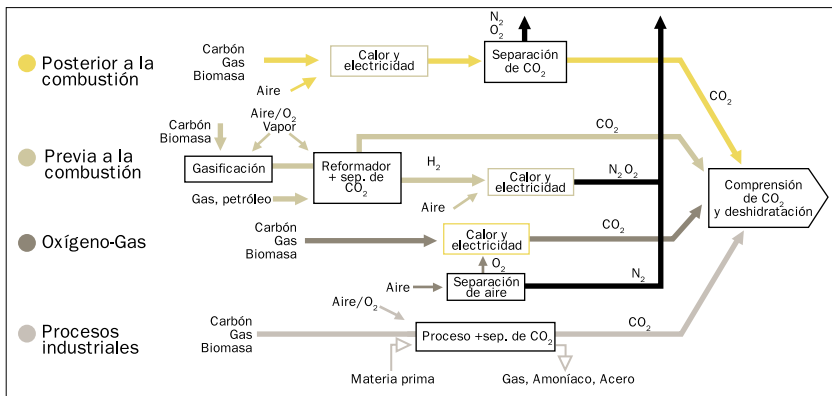 Posterior a la
combustión
Carbón
Gas
Biomasa
Aire
Calor y
electricidad
Separación
de CO₂
N₂
O₂
CO₂
Previa a la
combustión
Carbón
Biomasa
Aire/O₂
Vapor
Gasificación
Gas, petróleo
Reformador
+ sep. de
CO₂
CO₂
H₂
Aire
Calor y
electricidad
N₂O₂
Comprensión
de CO₂
y deshidratación
Oxígeno-Gas
Carbón
Gas
Biomasa
Calor y
electricidad
CO₂
O₂
Aire
Separación
de aire
N₂
Procesos
industriales
Carbón
Gas
Biomasa
Aire/O₂
Proceso +sep. de CO₂
CO₂
Materia prima
Gas, Amoníaco, Acero